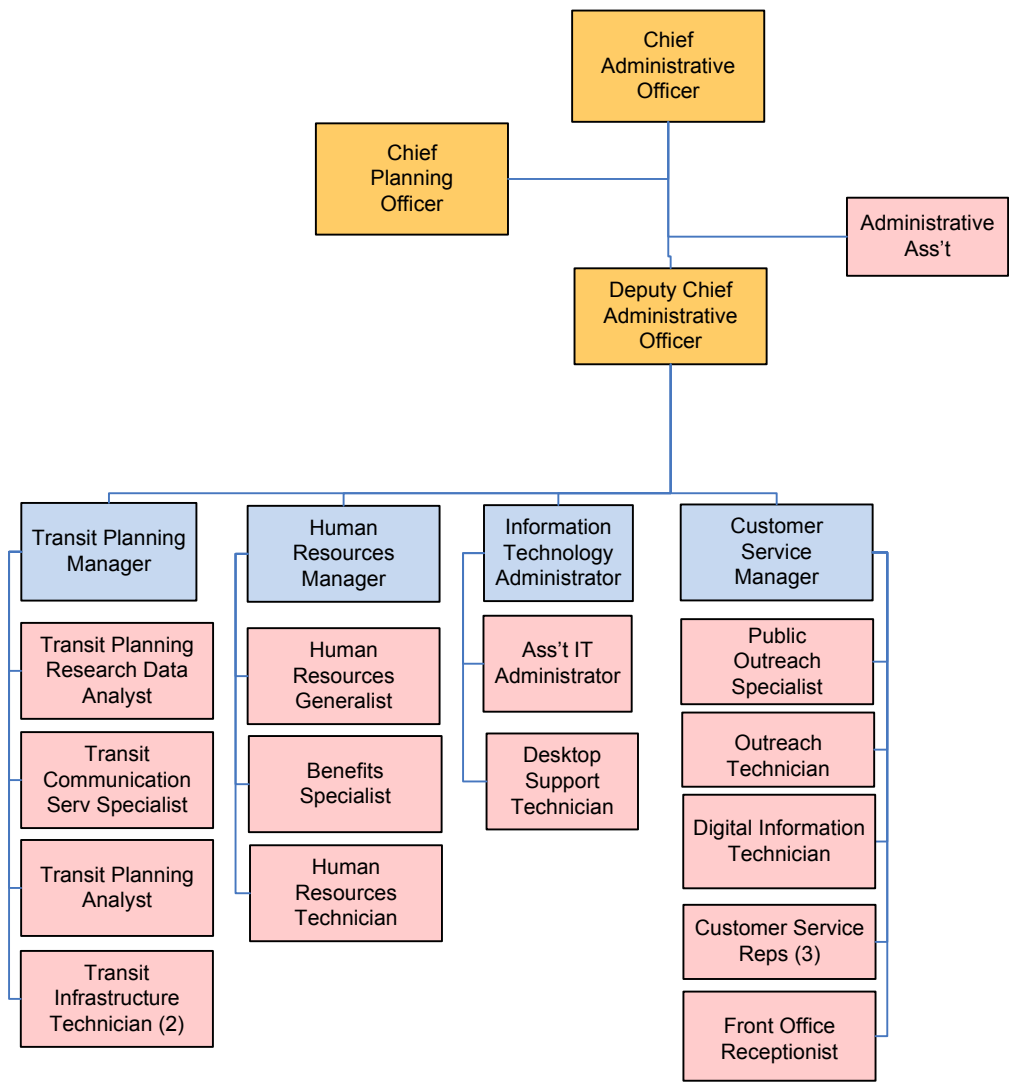 Chief
Administrative
Officer
Chief
Planning
Officer
Administrative
Ass’t
Deputy Chief
Administrative
Officer
Transit Planning
Manager
Transit Planning
Research Data
Analyst
Transit
Communication
Serv Specialist
Transit Planning
Analyst
Transit
Infrastructure
Technician (2)
Human
Resources
Manager
Human
Resources
Generalist
Benefits
Specialist
Human
Resources
Technician
Information
Technology
Administrator
Ass’t IT
Administrator
Desktop
Support
Technician
Customer
Service
Manager
Public
Outreach
Specialist
Outreach
Technician
Digital Information
Technician
Customer Service
Reps (3)
Front Office
Receptionist